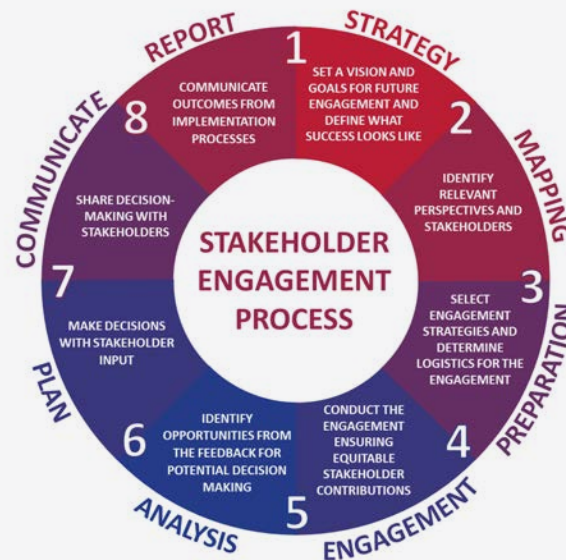 STAKEHOLDER
ENGAGEMENT
PROCESS
1
STRATEGY
SET A VISION AND
GOALS FOR FUTURE
ENGAGEMENT AND
DEFINE WHAT
SUCCESS LOOKS LIKE
2
MAPPING
IDENTIFY
RELEVANT
PERSPECTIVES AND
STAKEHOLDERS
3
PREPARATION
SELECT
ENGAGEMENT
STRATEGIES AND
DETERMINE
LOGISTICS FOR THE
ENGAGEMENT
4
ENGAGEMENT
CONDUCT THE
ENGAGEMENT
ENSURING
EQUITABLE
STAKEHOLDER
CONTRIBUTIONS
5
ANALYSIS
IDENTIFY
OPPORTUNITIES FROM
THE FEEDBACK FOR
POTENTIAL DECISION
MAKING
6
PLAN
MAKE DECISIONS
WITH STAKEHOLDER
INPUT
7
COMMUNICATE
SHARE DECISION-
MAKING WITH
STAKEHOLDERS
8
REPORT
COMMUNICATE
OUTCOMES FROM
IMPLEMENTATION
PROCESSES